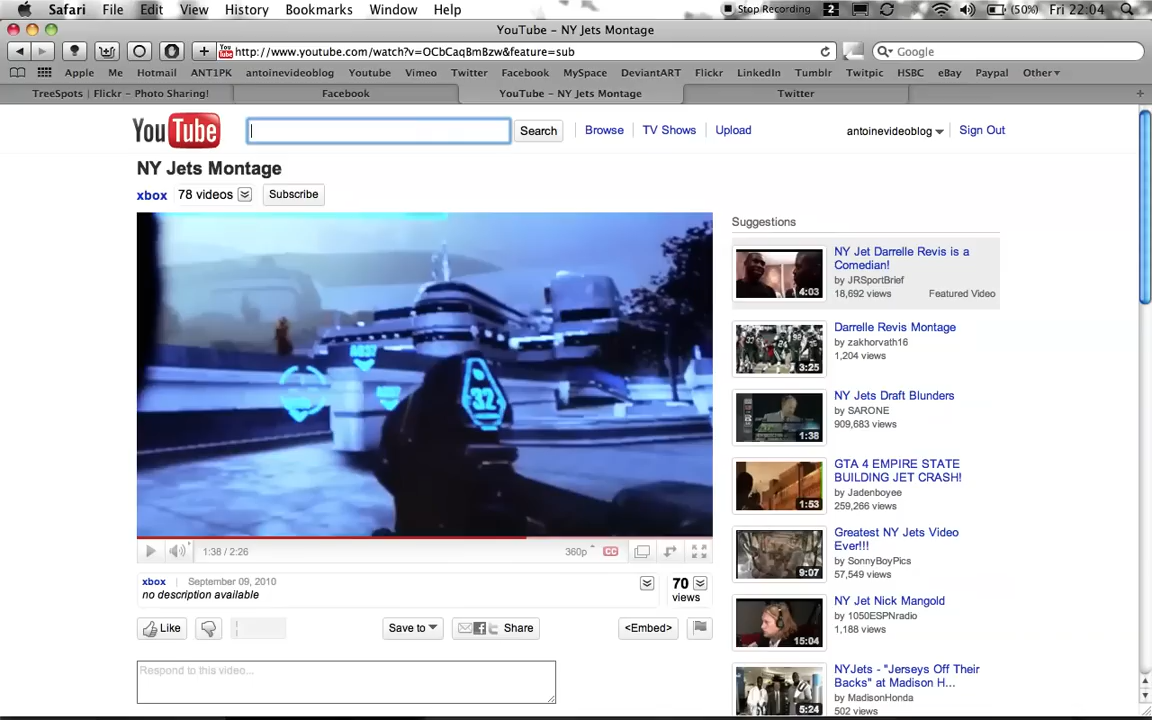 Safari File Edit View History Bookmarks Window Help Stop Recording 2 (50%) Fri 22:04
YouTube - NY Jets Montage
http://www.youtube.com/watch?v=OCbCaqBmBzw&feature=sub Google
Apple Me Hotmail ANT1PK antoinevideoblog Youtube Vimeo Twitter Facebook MySpace DeviantART Flickr LinkedIn Tumblr Twitpic HSBC eBay Paypal Other
TreeSpots | Flickr - Photo Sharing! Facebook YouTube - NY Jets Montage Twitter
YouTube Search Browse TV Shows Upload antoinevideoblog Sign Out
NY Jets Montage
xbox 78 videos Subscribe
32
1:38 / 2:26 360p CC
xbox September 09, 2010
no description available
70
views
Like Save to Share <Embed>
Respond to this video...
Suggestions
NY Jet Darrelle Revis is a
Comedian!
by JRSportBrief
18,692 views Featured Video
4:03
Darrelle Revis Montage
by zakhorvath16
1,204 views
3:25
NY Jets Draft Blunders
by SARONE
909,683 views
1:38
GTA 4 EMPIRE STATE
BUILDING JET CRASH!
by Jadenboyee
259,266 views
1:53
Greatest NY Jets Video
Ever!!!
by SonnyBoyPics
57,549 views
9:07
NY Jet Nick Mangold
by 1050ESPNradio
1,188 views
15:04
NYJets - "Jerseys Off Their
Backs" at Madison H...
by MadisonHonda
502 views
5:24